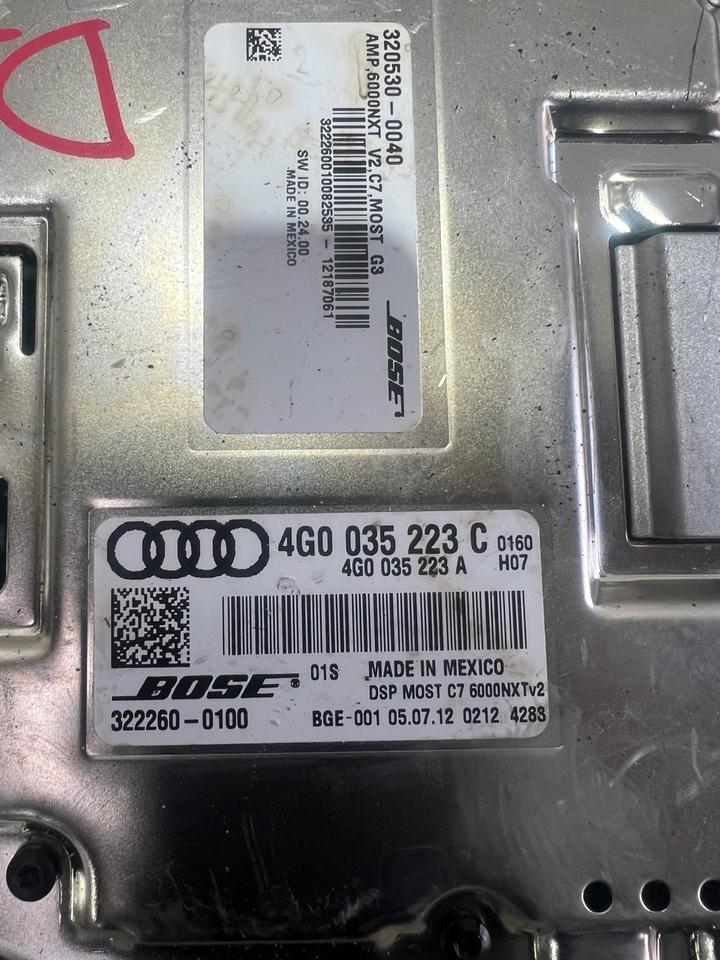 320530-0040
AMP,6000NXT V2,C7,MOST G3
322260010082535 - 12187061
SW ID: 00.24.00
MADE IN MEXICO
BOSE
4G0 035 223 C 0160
4G0 035 223 A H07
BOSE® 01S MADE IN MEXICO
DSP MOST C7 6000NXTv2
322260-0100 BGE-001 05.07.12 0212 4283